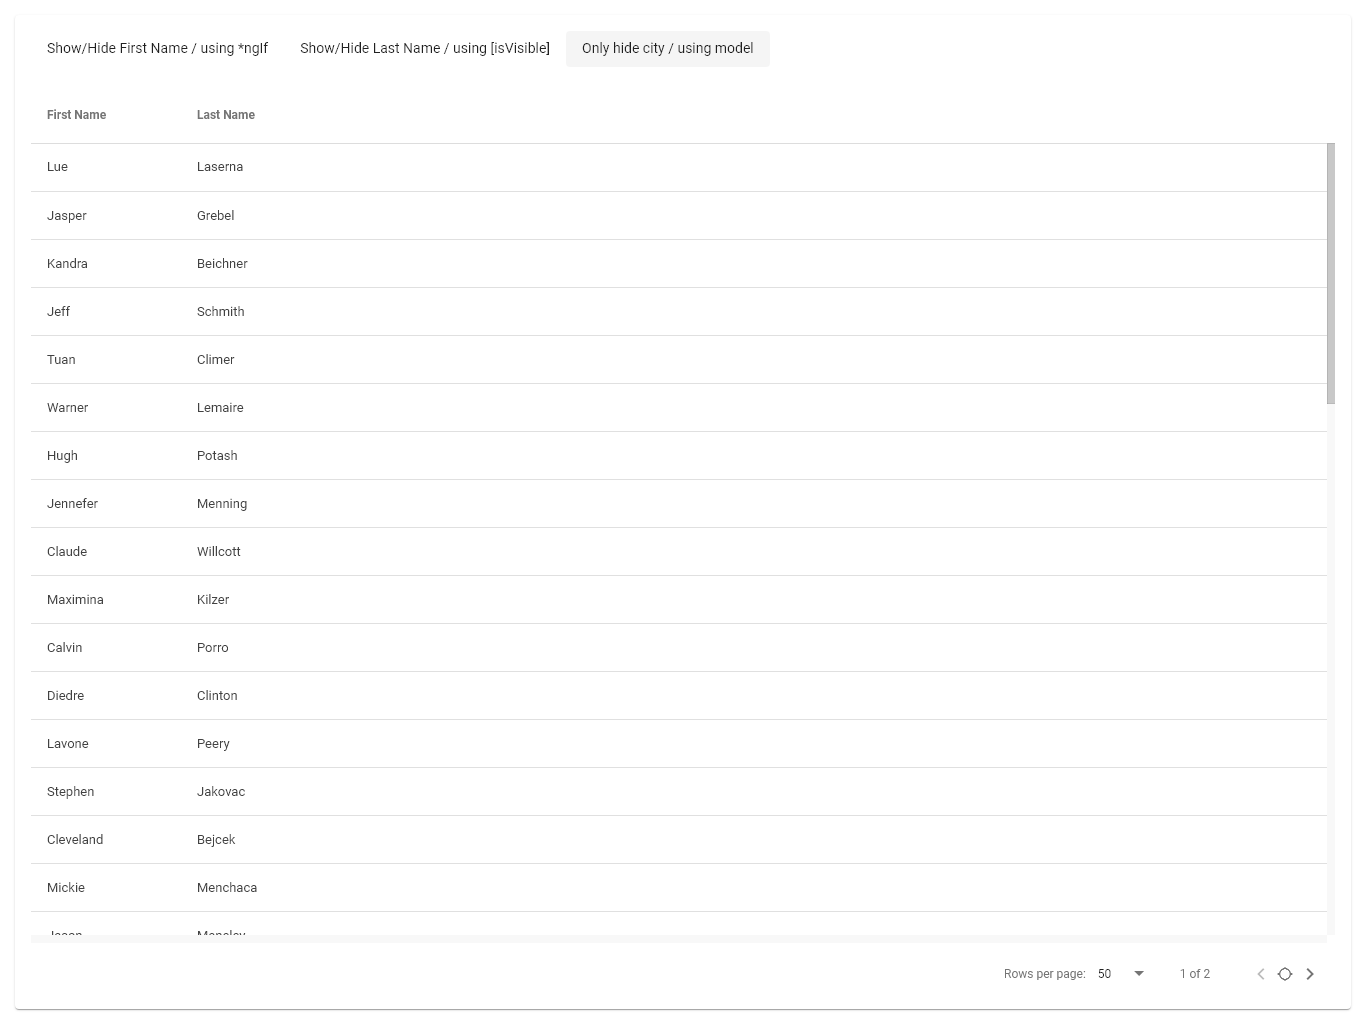 Show/Hide First Name / using *ngIf Show/Hide Last Name / using [isVisible] Only hide city / using model
First Name Last Name
Lue Laserna
Jasper Grebel
Kandra Beichner
Jeff Schmith
Tuan Climer
Warner Lemaire
Hugh Potash
Jennefer Menning
Claude Willcott
Maximina Kilzer
Calvin Porro
Diedre Clinton
Lavone Peery
Stephen Jakovac
Cleveland Bejcek
Mickie Menchaca
Rows per page: 50 1 of 2